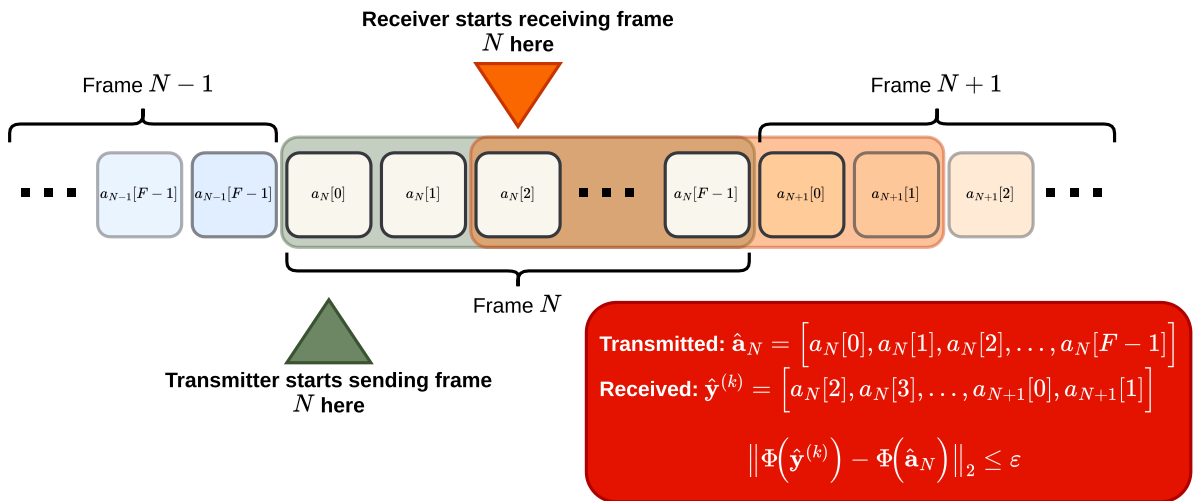 Receiver starts receiving frame
N here
Frame N − 1
Frame N + 1
a_{N−1}[F − 1]
a_{N−1}[F − 1]
a_N[0]
a_N[1]
a_N[2]
a_N[F − 1]
a_{N+1}[0]
a_{N+1}[1]
a_{N+1}[2]
Frame N
Transmitter starts sending frame
N here
Transmitted: â_N = [a_N[0], a_N[1], a_N[2], . . . , a_N[F − 1]]
Received: ŷ^{(k)} = [a_N[2], a_N[3], . . . , a_{N+1}[0], a_{N+1}[1]]
‖Φ(ŷ^{(k)}) − Φ(â_N)‖_2 ≤ ε